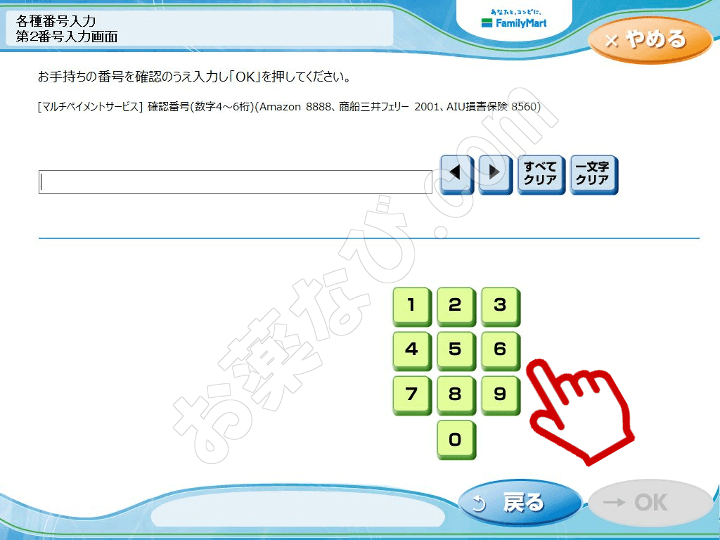 各種番号入力
第2番号入力画面
あなたと、コンビに、
FamilyMart
× やめる
お手持ちの番号を確認のうえ入力し「OK」を押してください。
[マルチペイメントサービス] 確認番号(数字4～6桁)(Amazon 8888、商船三井フェリー 2001、AIU損害保険 8560)
◀ ▶ すべてクリア 一文字クリア
1 2 3
4 5 6
7 8 9
0
お薬なび.com
戻る
→ OK